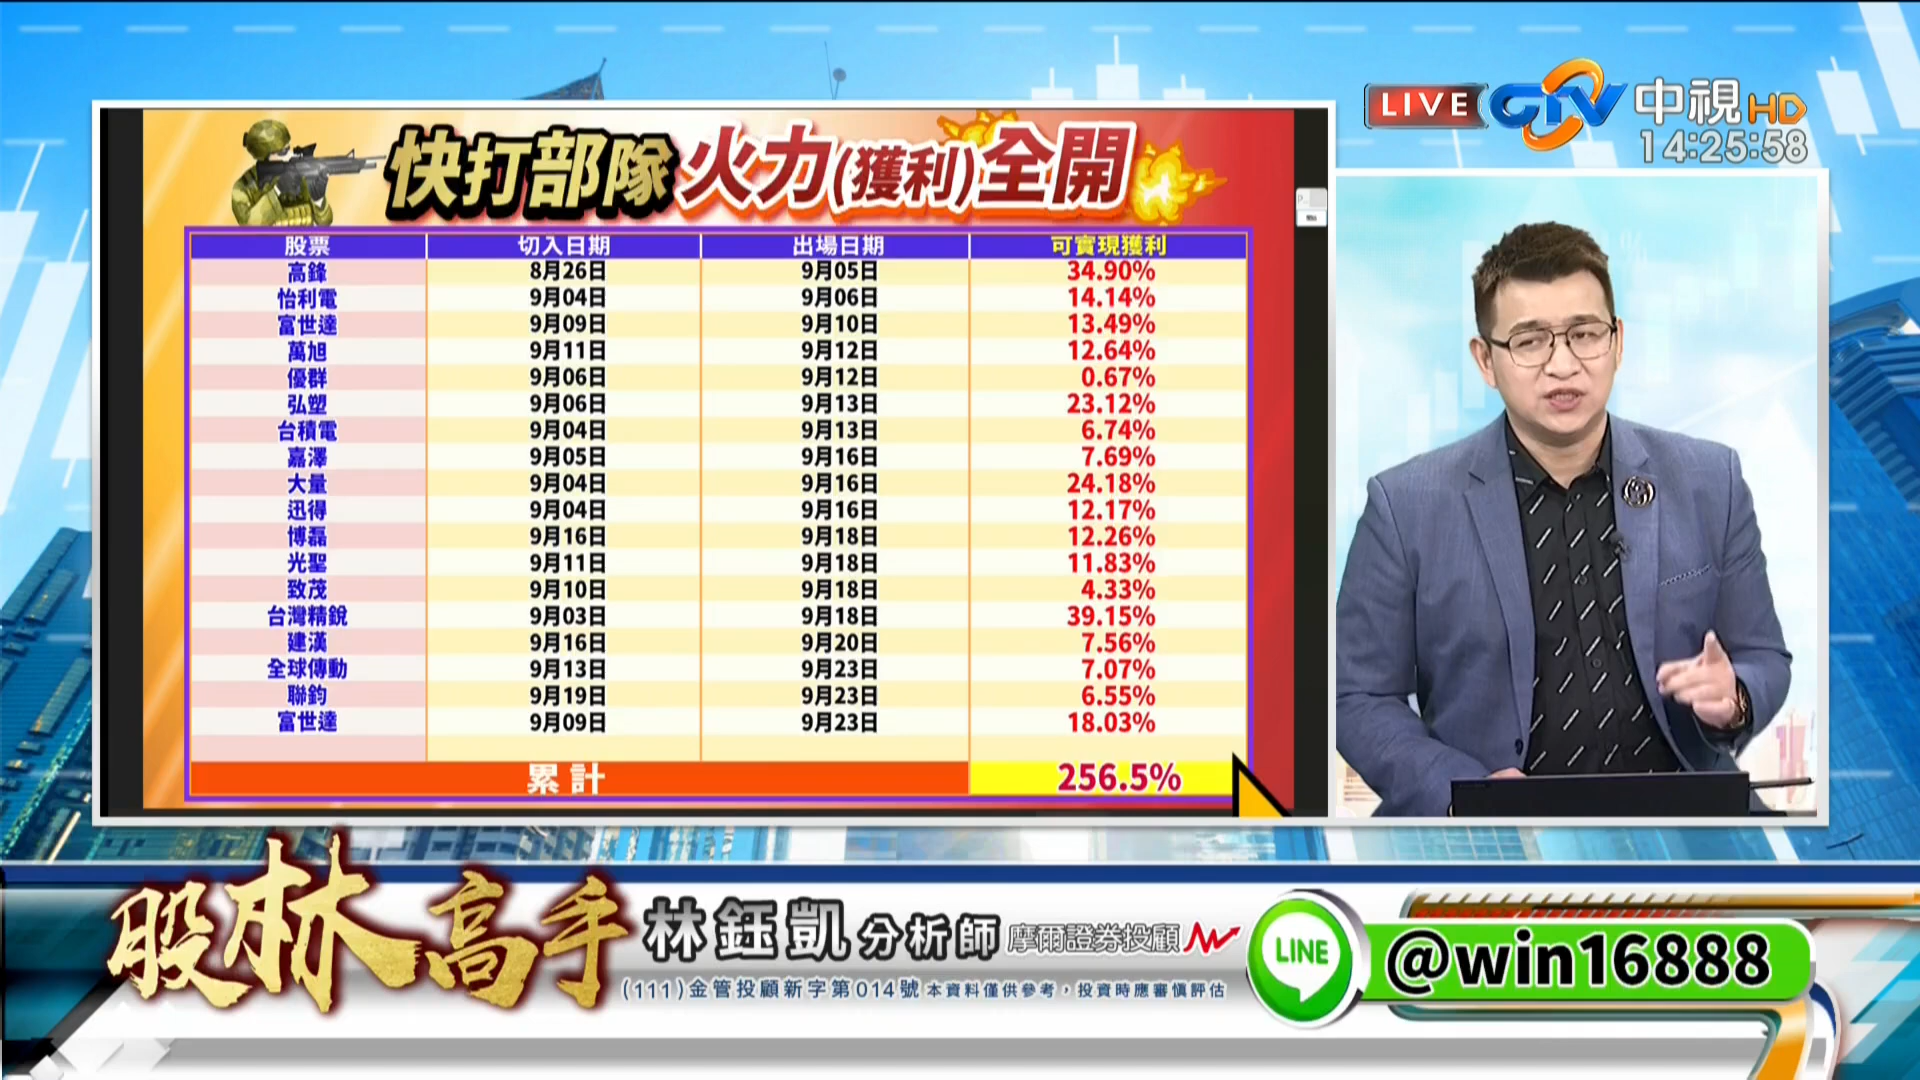 LIVE CTV 中視 HD
14:25:58
快打部隊 火力(獲利)全開
股票 切入日期 出場日期 可實現獲利
高鋒 8月26日 9月05日 34.90%
怡利電 9月04日 9月06日 14.14%
富世達 9月09日 9月10日 13.49%
萬旭 9月11日 9月12日 12.64%
優群 9月06日 9月12日 0.67%
弘塑 9月06日 9月13日 23.12%
台積電 9月04日 9月13日 6.74%
嘉澤 9月05日 9月16日 7.69%
大量 9月04日 9月16日 24.18%
迅得 9月04日 9月16日 12.17%
博磊 9月16日 9月18日 12.26%
光聖 9月11日 9月18日 11.83%
致茂 9月10日 9月18日 4.33%
台灣精銳 9月03日 9月18日 39.15%
建漢 9月16日 9月20日 7.56%
全球傳動 9月13日 9月23日 7.07%
聯鈞 9月19日 9月23日 6.55%
富世達 9月09日 9月23日 18.03%
累計 256.5%
股林高手 林鈺凱 分析師 摩爾證券投顧
(111)金管投顧新字第014號 本資料僅供參考，投資時應審慎評估
LINE @win16888